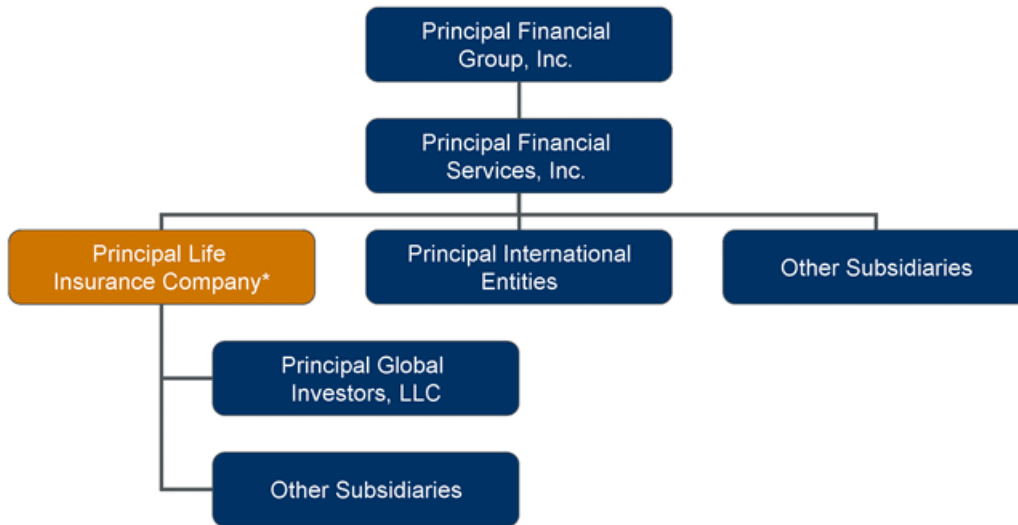 Principal Financial
Group, Inc.
Principal Financial
Services, Inc.
Principal Life
Insurance Company*
Principal International
Entities
Other Subsidiaries
Principal Global
Investors, LLC
Other Subsidiaries